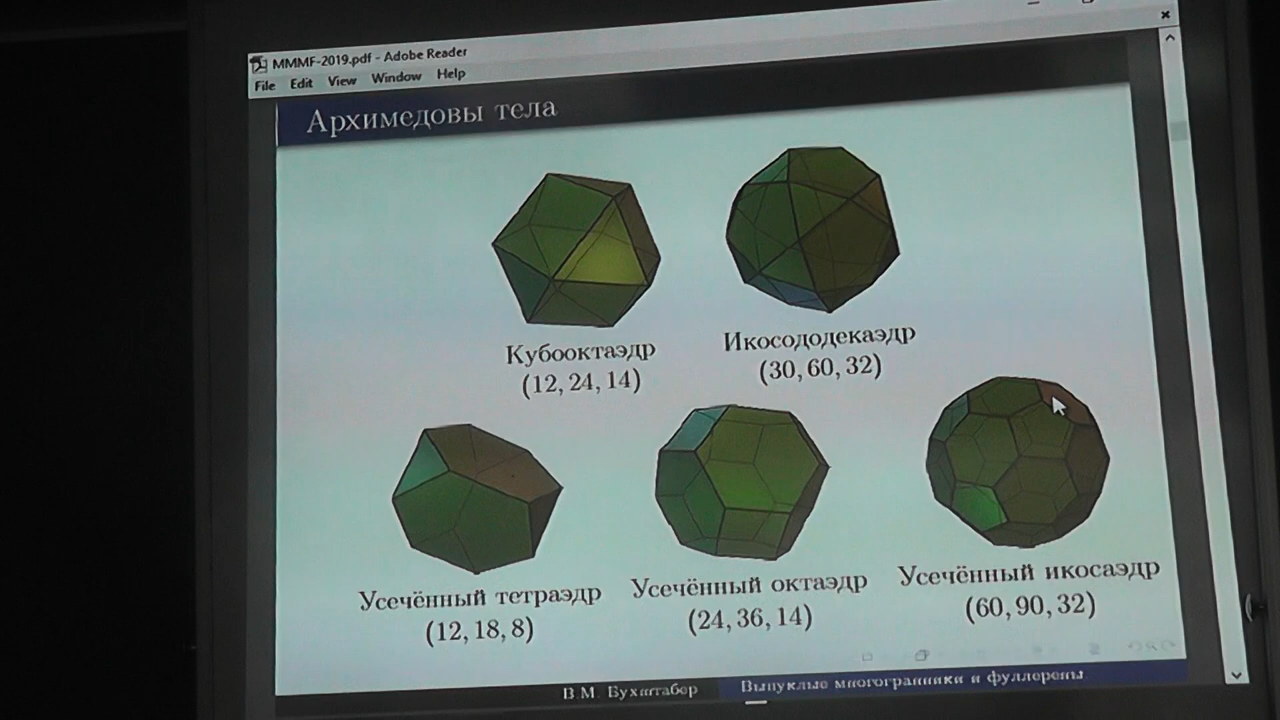 MMMF-2019.pdf - Adobe Reader
File Edit View Window Help
Архимедовы тела
Кубооктаэдр
(12, 24, 14)
Икосододекаэдр
(30, 60, 32)
Усечённый тетраэдр
(12, 18, 8)
Усечённый октаэдр
(24, 36, 14)
Усечённый икосаэдр
(60, 90, 32)
В.М. Бухштабер
Выпуклые многогранники и фуллерены